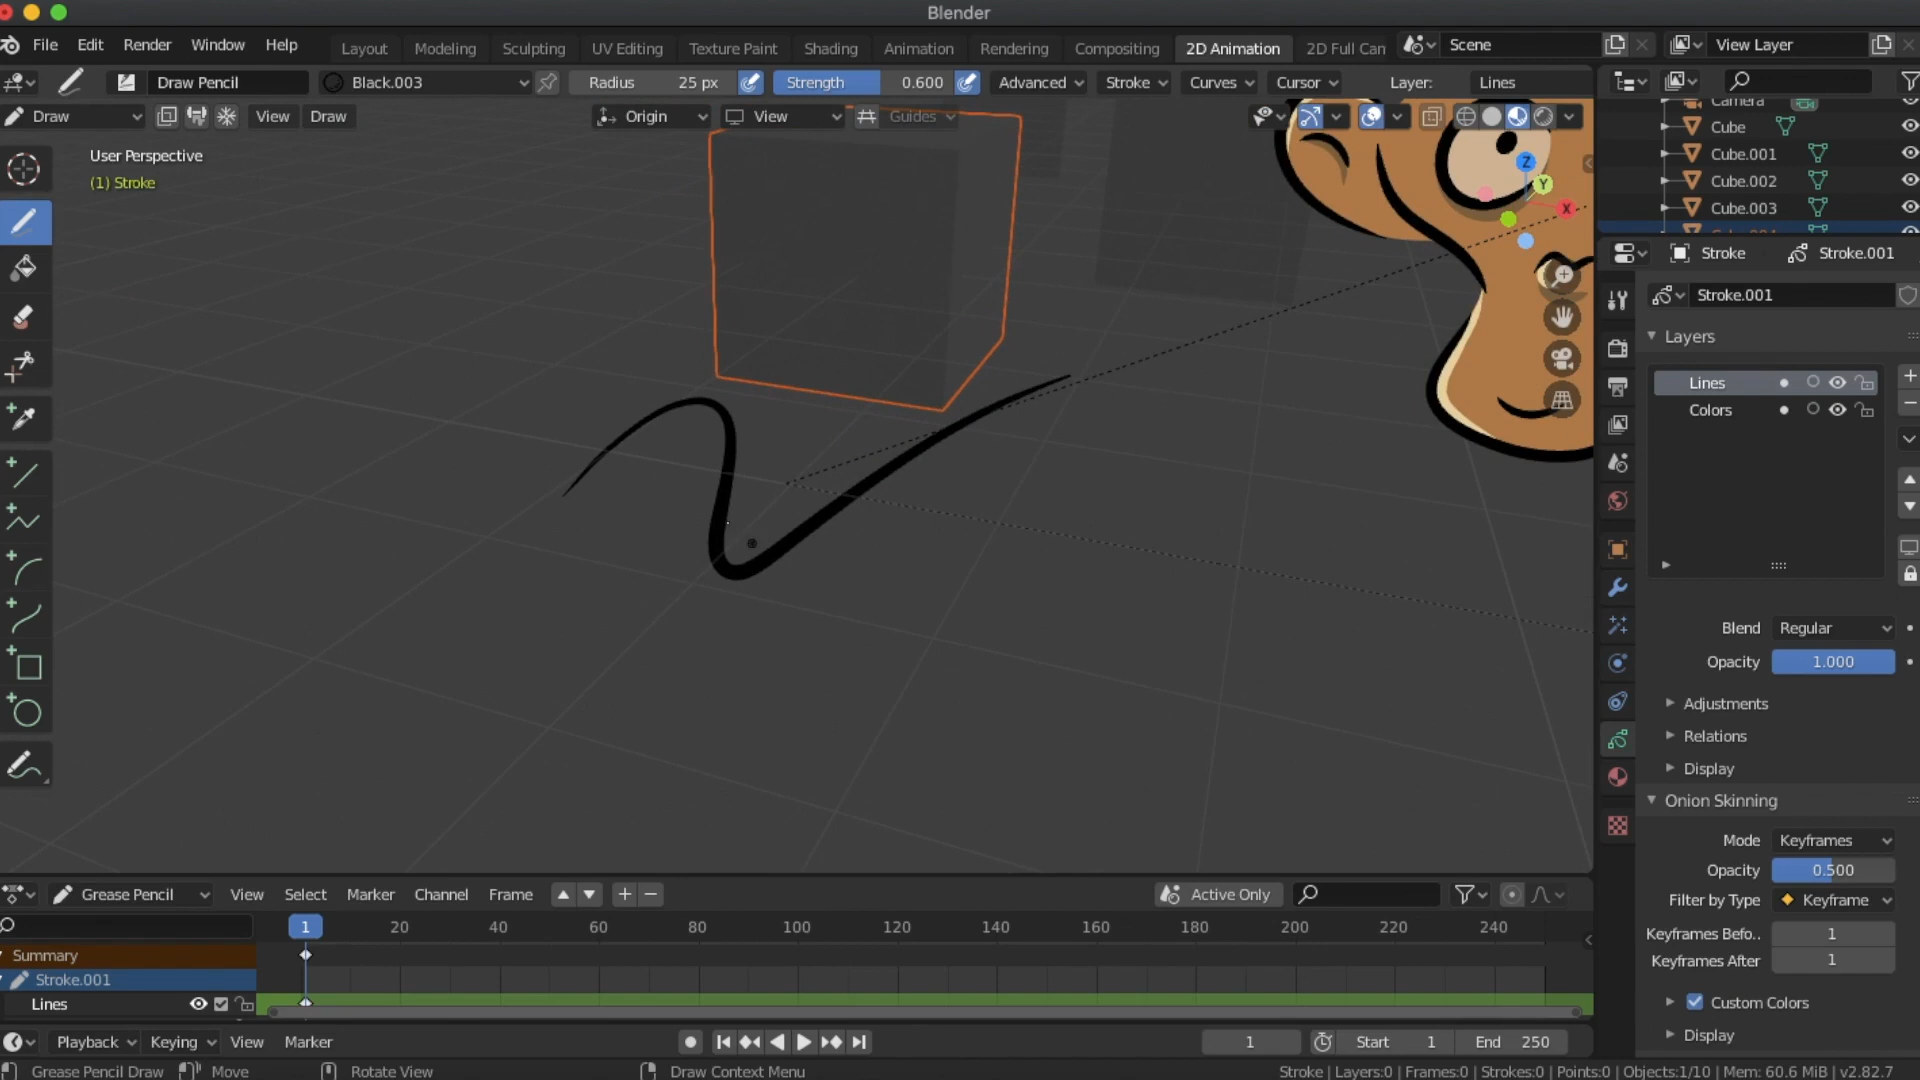 Blender
File Edit Render Window Help Layout Modeling Sculpting UV Editing Texture Paint Shading Animation Rendering Compositing 2D Animation 2D Full Can Scene View Layer
Draw Pencil Black.003 Radius 25 px Strength 0.600 Advanced Stroke Curves Cursor Layer: Lines
Draw View Draw Origin View Guides
User Perspective
(1) Stroke
Z
Y
X
Camera
Cube
Cube.001
Cube.002
Cube.003
Stroke Stroke.001
Stroke.001
Layers
Lines
Colors
Blend Regular
Opacity 1.000
Adjustments
Relations
Display
Onion Skinning
Mode Keyframes
Opacity 0.500
Filter by Type Keyframe
Keyframes Befo.. 1
Keyframes After 1
Custom Colors
Display
Grease Pencil View Select Marker Channel Frame Active Only
1 20 40 60 80 100 120 140 160 180 200 220 240
Summary
Stroke.001
Lines
Playback Keying View Marker 1 Start 1 End 250
Grease Pencil Draw Move Rotate View Draw Context Menu Stroke | Layers:0 | Frames:0 | Strokes:0 | Points:0 | Objects:1/10 | Mem: 60.6 MiB | v2.82.7